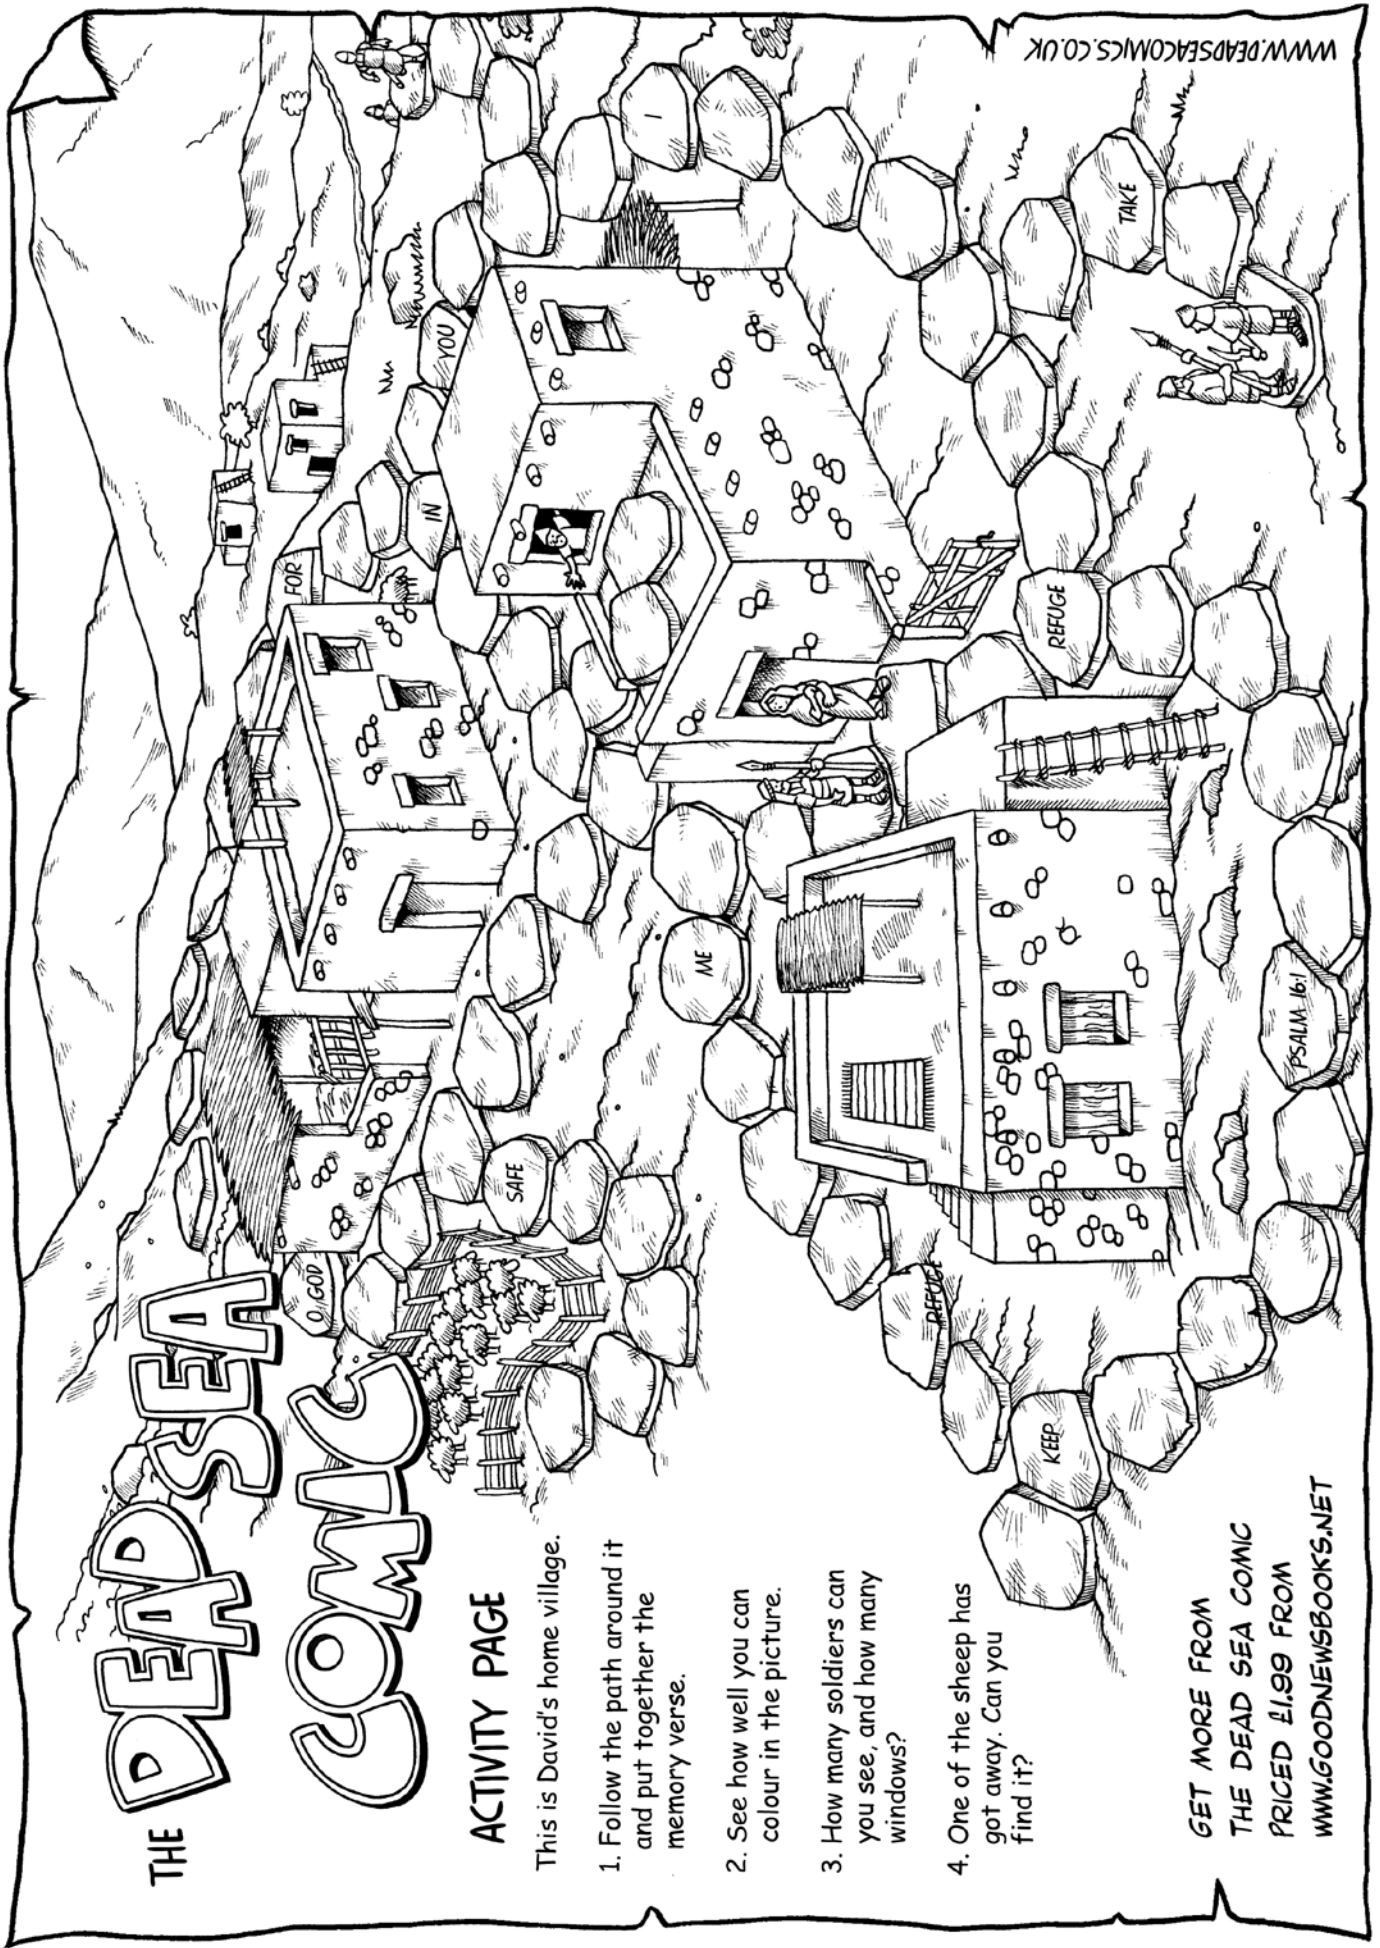 THE
DEAD SEA
COMIC
ACTIVITY PAGE
This is David's home village.
1. Follow the path around it
and put together the
memory verse.
2. See how well you can
colour in the picture.
3. How many soldiers can
you see, and how many
windows?
4. One of the sheep has
got away. Can you
find it?
GET MORE FROM
THE DEAD SEA COMIC
PRICED £1.99 FROM
WWW.GOODNEWSBOOKS.NET
KEEP
REFUGE
ME
SAFE
O GOD
FOR
IN
YOU
I
TAKE
REFUGE
PSALM 16:1
WWW.DEADSEACOMICS.CO.UK